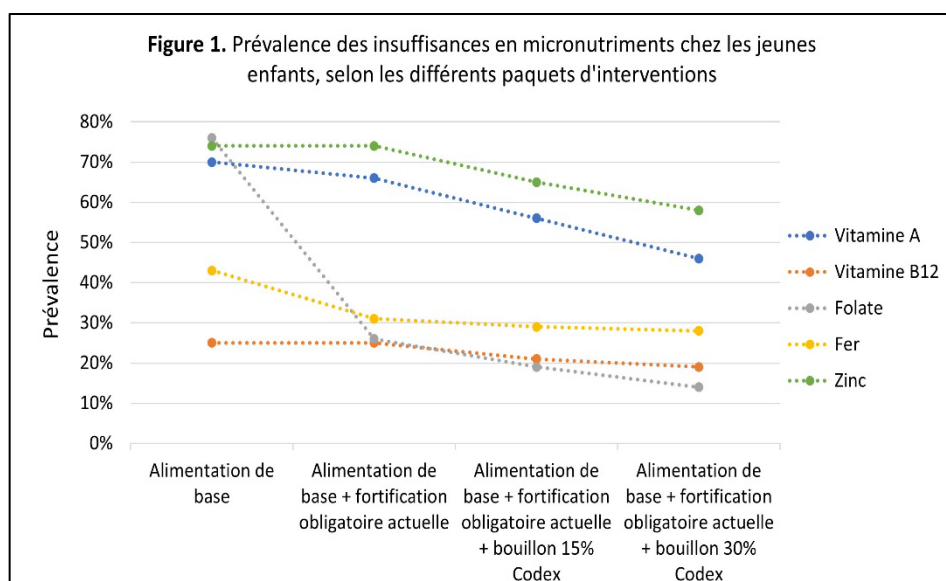 Figure 1. Prévalence des insuffisances en micronutriments chez les jeunes
enfants, selon les différents paquets d'interventions
80%
70%
60%
50%
40%
30%
20%
10%
0%
Prévalence
Vitamine A
Vitamine B12
Folate
Fer
Zinc
Alimentation de
base
Alimentation de
base + fortification
obligatoire actuelle
Alimentation de
base + fortification
obligatoire actuelle
+ bouillon 15%
Codex
Alimentation de
base + fortification
obligatoire actuelle
+ bouillon 30%
Codex